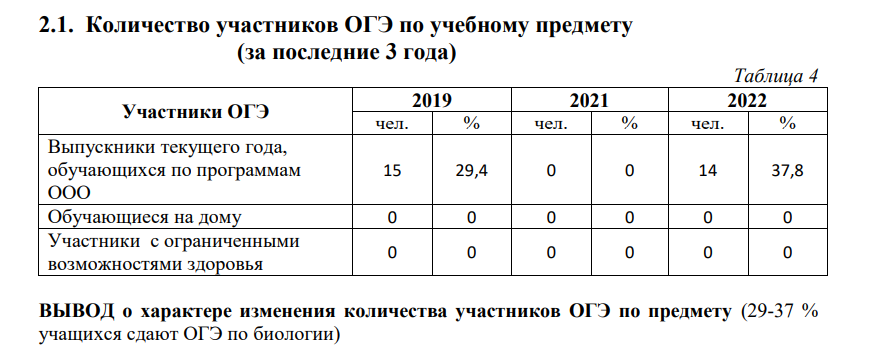 2.1. Количество участников ОГЭ по учебному предмету
(за последние 3 года)
Таблица 4
Участники ОГЭ 2019 2021 2022
чел. % чел. % чел. %
Выпускники текущего года,
обучающихся по программам 15 29,4 0 0 14 37,8
ООО
Обучающиеся на дому 0 0 0 0 0 0
Участники с ограниченными
возможностями здоровья 0 0 0 0 0 0
ВЫВОД о характере изменения количества участников ОГЭ по предмету (29-37 %
учащихся сдают ОГЭ по биологии)